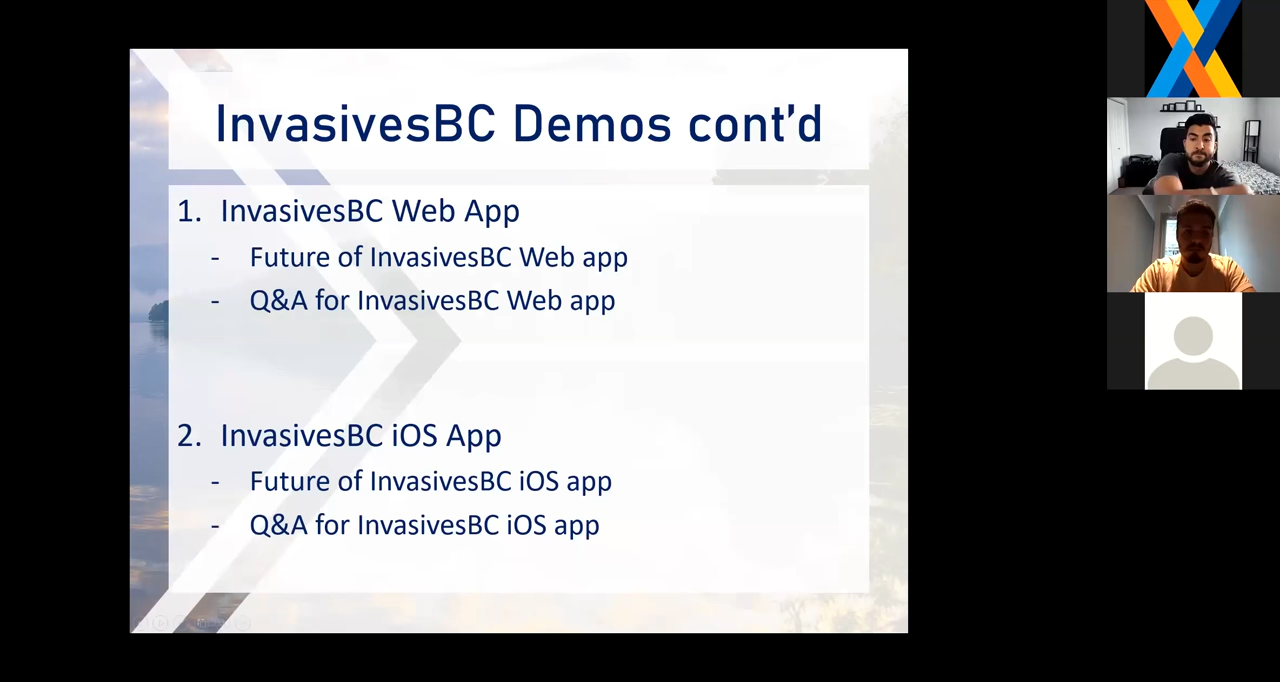 InvasivesBC Demos cont'd
1. InvasivesBC Web App
- Future of InvasivesBC Web app
- Q&A for InvasivesBC Web app
2. InvasivesBC iOS App
- Future of InvasivesBC iOS app
- Q&A for InvasivesBC iOS app